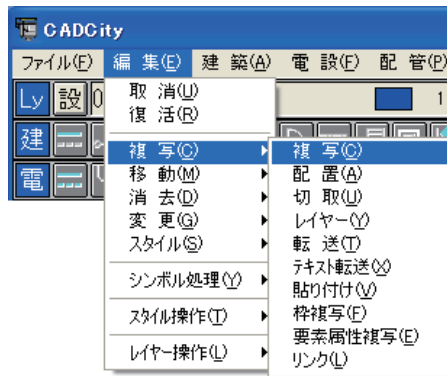 CADCity
ファイル(F) 編 集(E) 建 築(A) 電 設(F) 配 管(P)
Ly 設 0 1
建
電
取 消(U)
復 活(R)
複 写(C)
移 動(M)
消 去(D)
変 更(G)
スタイル(S)
シンボル処理(Y)
スタイル操作(T)
レイヤー操作(L)
複 写(C)
配 置(A)
切 取(U)
レイヤー(Y)
転 送(T)
テキスト転送(X)
貼り付け(V)
枠複写(F)
要素属性複写(E)
リンク(L)